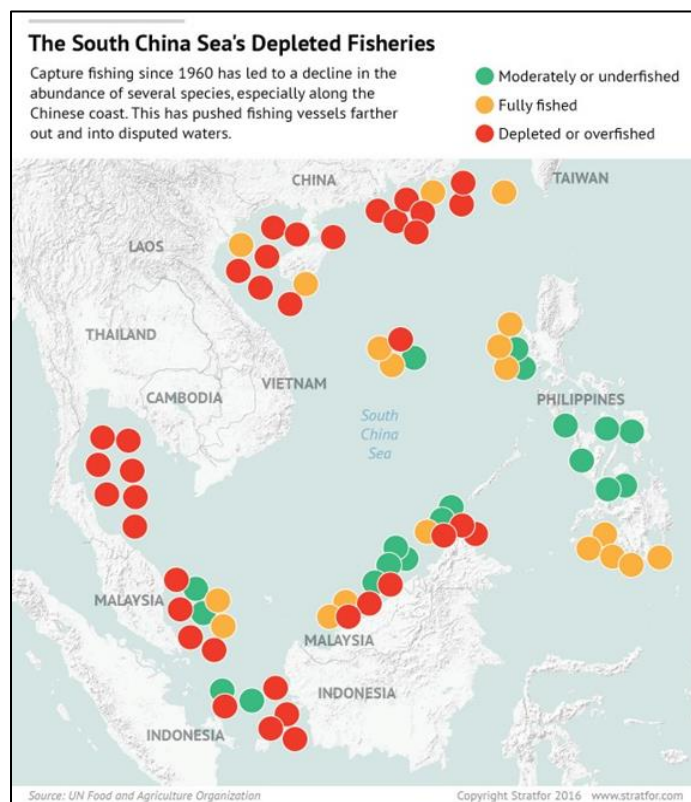 The South China Sea's Depleted Fisheries
Capture fishing since 1960 has led to a decline in the
abundance of several species, especially along the
Chinese coast. This has pushed fishing vessels farther
out and into disputed waters.
Moderately or underfished
Fully fished
Depleted or overfished
CHINA
TAIWAN
LAOS
THAILAND
VIETNAM
CAMBODIA
PHILIPPINES
South
China
Sea
MALAYSIA
MALAYSIA
INDONESIA
INDONESIA
Source: UN Food and Agriculture Organization
Copyright Stratfor 2016 www.stratfor.com